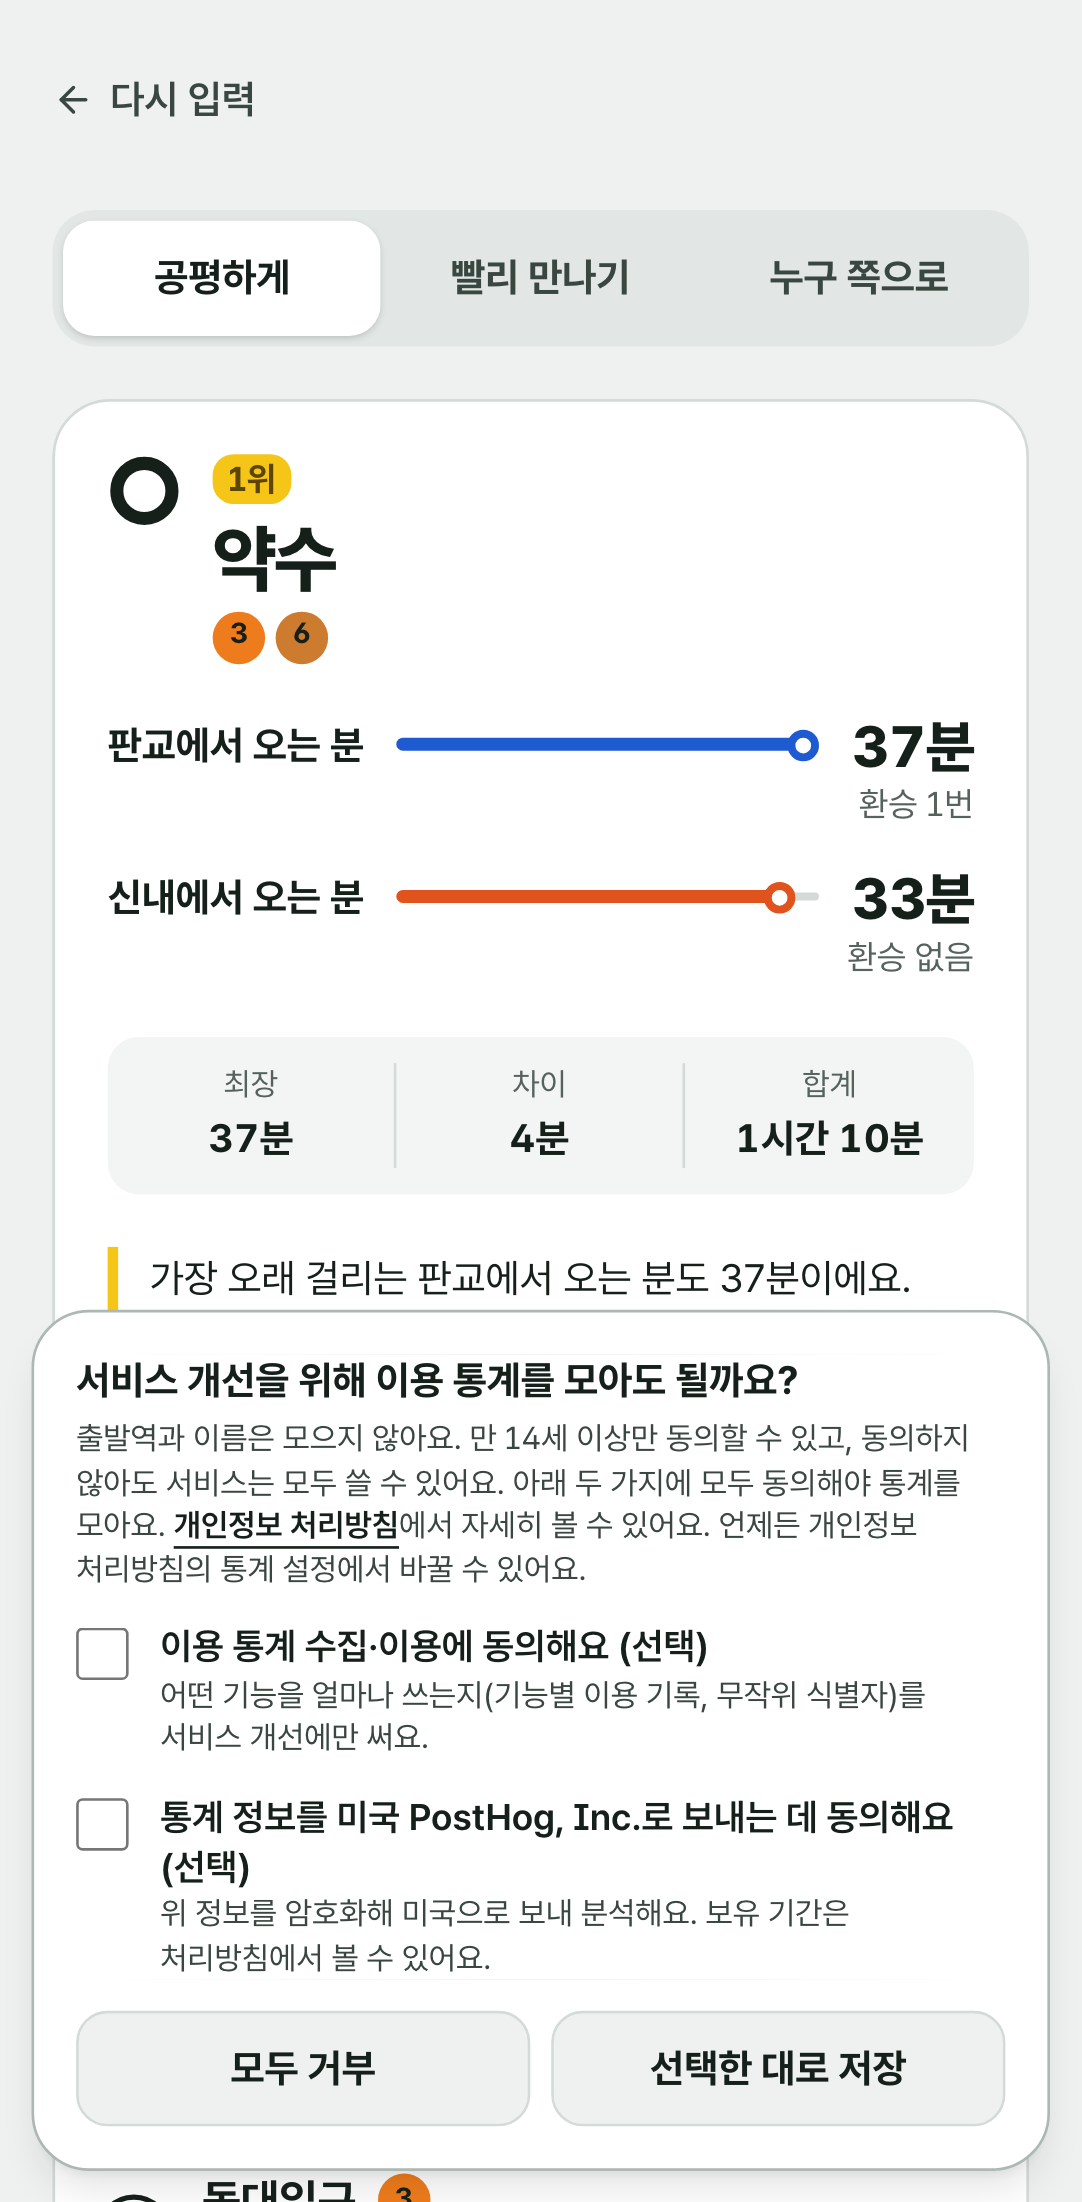 다시 입력
공평하게
빨리 만나기
누구 쪽으로
1위
약수
3 6
판교에서 오는 분
37분
환승 1번
신내에서 오는 분
33분
환승 없음
최장
37분
차이
4분
합계
1시간 10분
가장 오래 걸리는 판교에서 오는 분도 37분이에요.
서비스 개선을 위해 이용 통계를 모아도 될까요?
출발역과 이름은 모으지 않아요. 만 14세 이상만 동의할 수 있고, 동의하지
않아도 서비스는 모두 쓸 수 있어요. 아래 두 가지에 모두 동의해야 통계를
모아요. 개인정보 처리방침에서 자세히 볼 수 있어요. 언제든 개인정보
처리방침의 통계 설정에서 바꿀 수 있어요.
이용 통계 수집·이용에 동의해요 (선택)
어떤 기능을 얼마나 쓰는지(기능별 이용 기록, 무작위 식별자)를
서비스 개선에만 써요.
통계 정보를 미국 PostHog, Inc.로 보내는 데 동의해요
(선택)
위 정보를 암호화해 미국으로 보내 분석해요. 보유 기간은
처리방침에서 볼 수 있어요.
모두 거부
선택한 대로 저장
동대입구 3